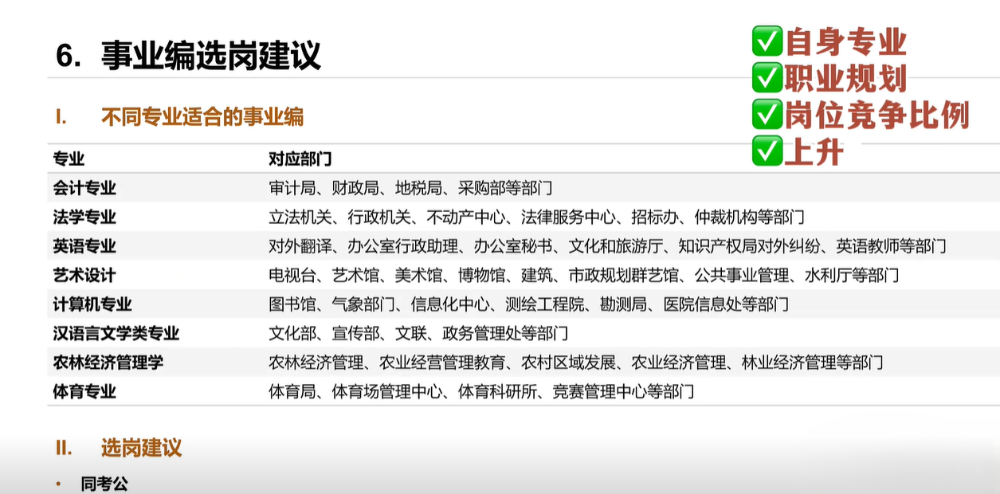 6. 事业编选岗建议
✅自身专业
✅职业规划
✅岗位竞争比例
✅上升
I. 不同专业适合的事业编
专业 对应部门
会计专业 审计局、财政局、地税局、采购部等部门
法学专业 立法机关、行政机关、不动产中心、法律服务中心、招标办、仲裁机构等部门
英语专业 对外翻译、办公室行政助理、办公室秘书、文化和旅游厅、知识产权局对外纠纷、英语教师等部门
艺术设计 电视台、艺术馆、美术馆、博物馆、建筑、市政规划群艺馆、公共事业管理、水利厅等部门
计算机专业 图书馆、气象部门、信息化中心、测绘工程院、勘测局、医院信息处等部门
汉语言文学类专业 文化部、宣传部、文联、政务管理处等部门
农林经济管理学 农林经济管理、农业经营管理教育、农村区域发展、农业经济管理、林业经济管理等部门
体育专业 体育局、体育场管理中心、体育科研所、竞赛管理中心等部门
II. 选岗建议
• 同考公